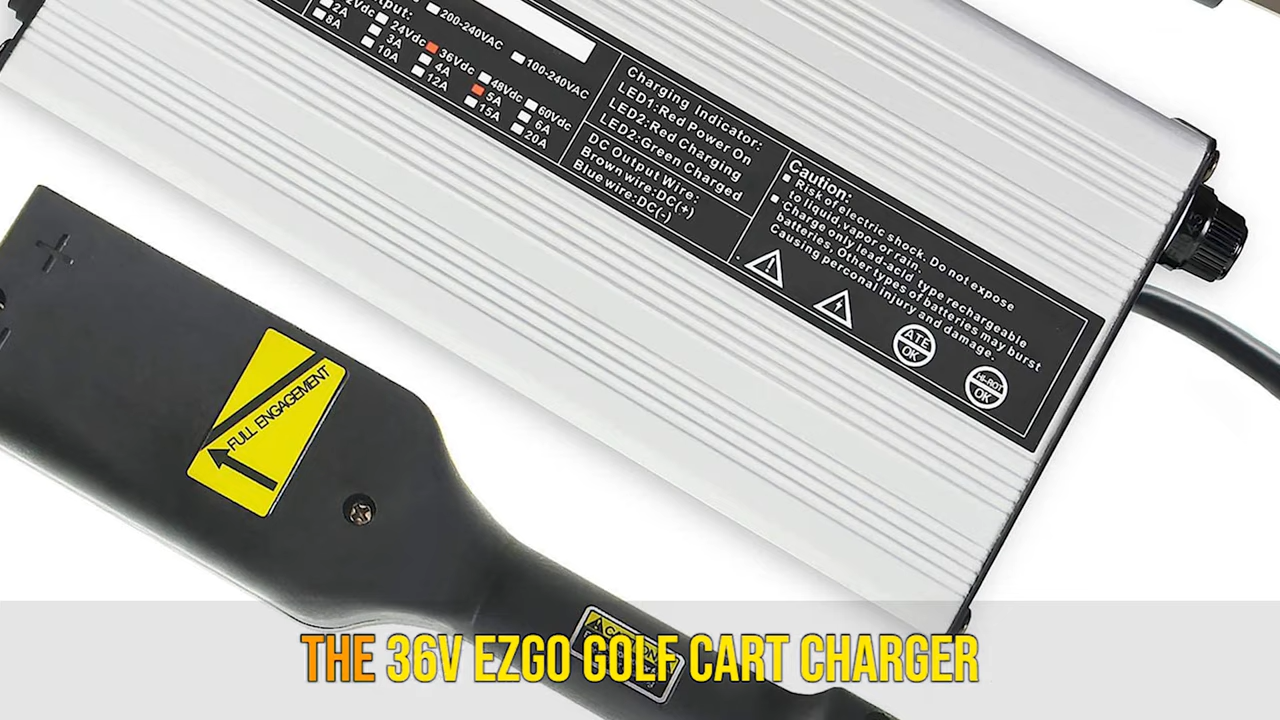 200-240VAC
100-240VAC
24Vdc
36Vdc
48Vdc
60Vdc
2A
3A
4A
5A
6A
8A
10A
12A
15A
20A
Charging Indicator:
LED1:Red Power On
LED2:Red Charging
LED2:Green Charged
DC Output Wire:
Brown wire:DC(+)
Blue wire:DC(-)
Caution:
Risk of electric shock. Do not expose
to liquid, vapor or rain.
Charge only lead-acid type rechargeable
batteries, Other types of batteries may burst
Causing personal injury and damage.
ATE
OK
HI-POT
OK
+
-
FULL ENGAGEMENT
CAUTION
THE 36V EZGO GOLF CART CHARGER